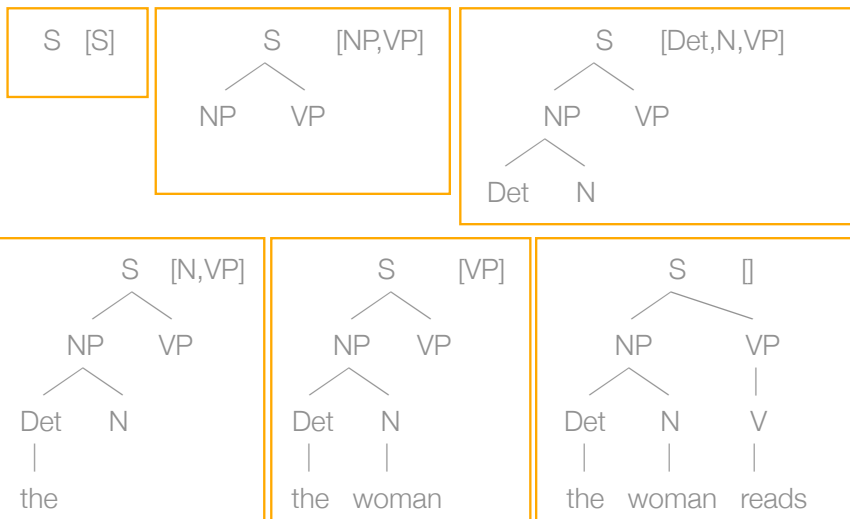 S [S]
S [NP,VP]
NP VP
S [Det,N,VP]
NP VP
Det N
S [N,VP]
NP VP
Det N
the
S [VP]
NP VP
Det N
the woman
S []
NP VP
Det N V
the woman reads